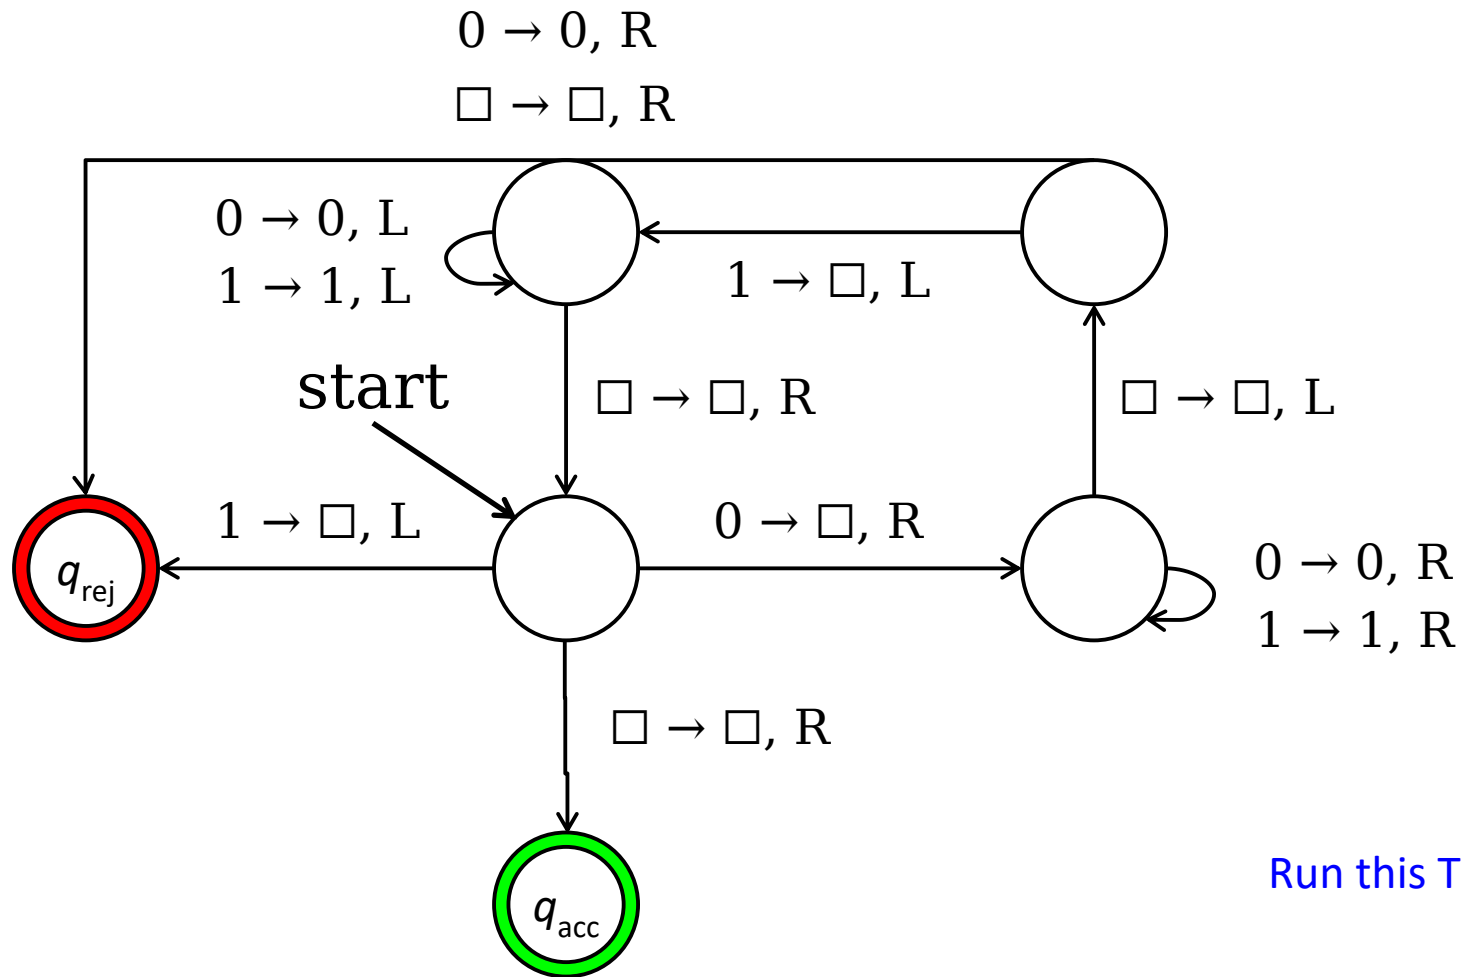 0 → 0, R
□ → □, R
0 → 0, L
1 → 1, L
1 → □, L
start
□ → □, R
□ → □, L
q_rej
1 → □, L
0 → □, R
0 → 0, R
1 → 1, R
□ → □, R
Run this T
q_acc